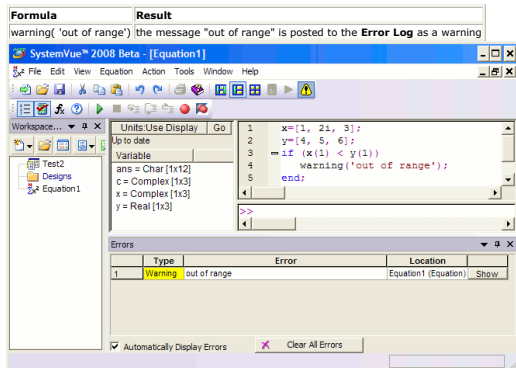 Formula Result
warning( 'out of range') the message "out of range" is posted to the Error Log as a warning
SystemVue™ 2008 Beta - [Equation1]
File Edit View Equation Action Tools Window Help
Workspace...
Test2
Designs
Equation1
Units:Use Display Go
Up to date
Variable
ans = Char [1x12]
c = Complex [1x3]
x = Complex [1x3]
y = Real [1x3]
1 x=[1, 2i, 3];
2 y=[4, 5, 6];
3 if (x(1) < y(1))
4 warning('out of range');
5 end;
>>
Errors
Type Error Location
1 Warning out of range Equation1 (Equation) Show
Automatically Display Errors Clear All Errors